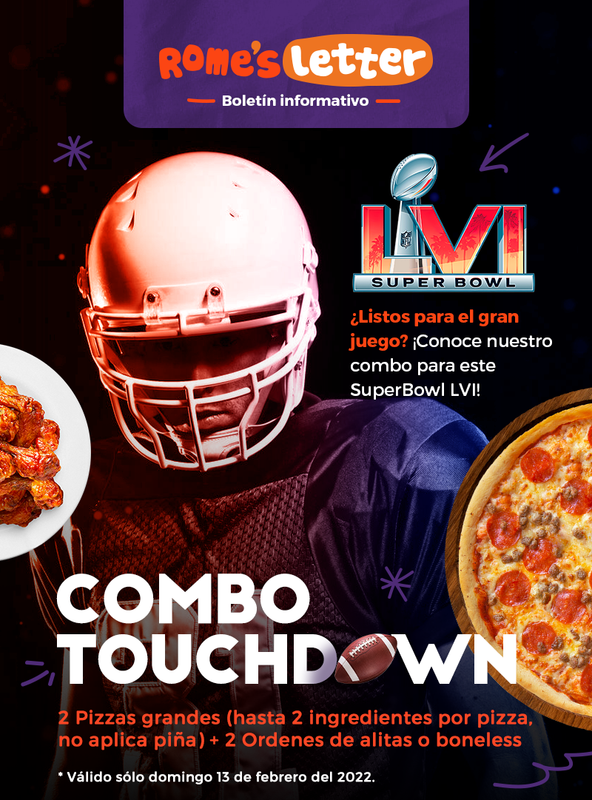 Rome's Letter
Boletín informativo
LVI
SUPER BOWL
¿Listos para el gran
juego? ¡Conoce nuestro
combo para este
SuperBowl LVI!
COMBO
TOUCHDOWN
2 Pizzas grandes (hasta 2 ingredientes por pizza,
no aplica piña) + 2 Ordenes de alitas o boneless
* Válido sólo domingo 13 de febrero del 2022.